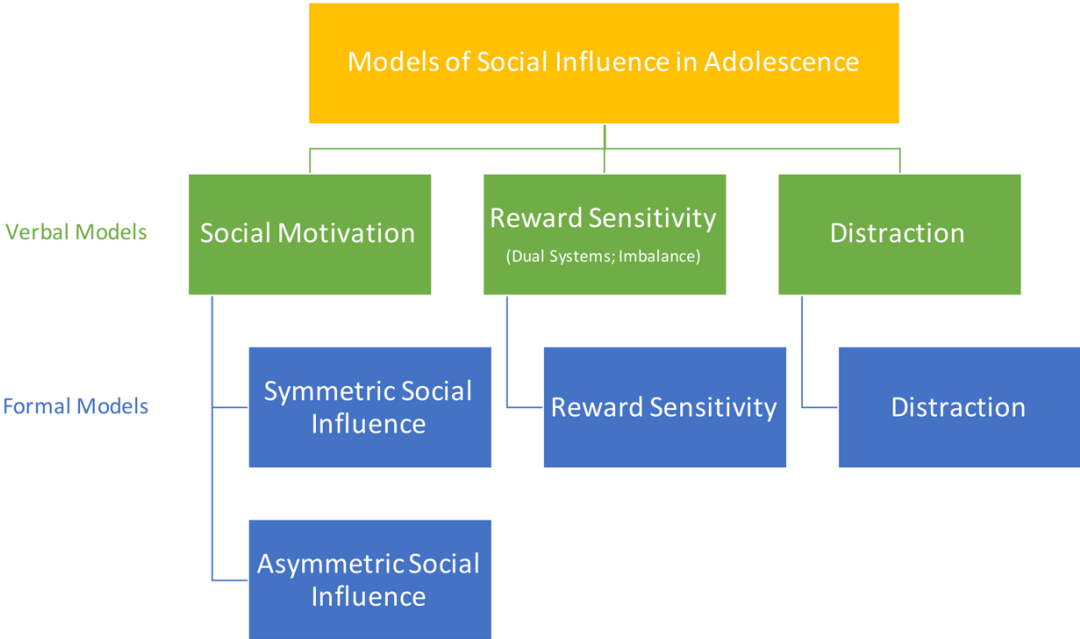 Models of Social Influence in Adolescence
Verbal Models
Social Motivation
Reward Sensitivity
(Dual Systems; Imbalance)
Distraction
Formal Models
Symmetric Social
Influence
Reward Sensitivity
Distraction
Asymmetric Social
Influence